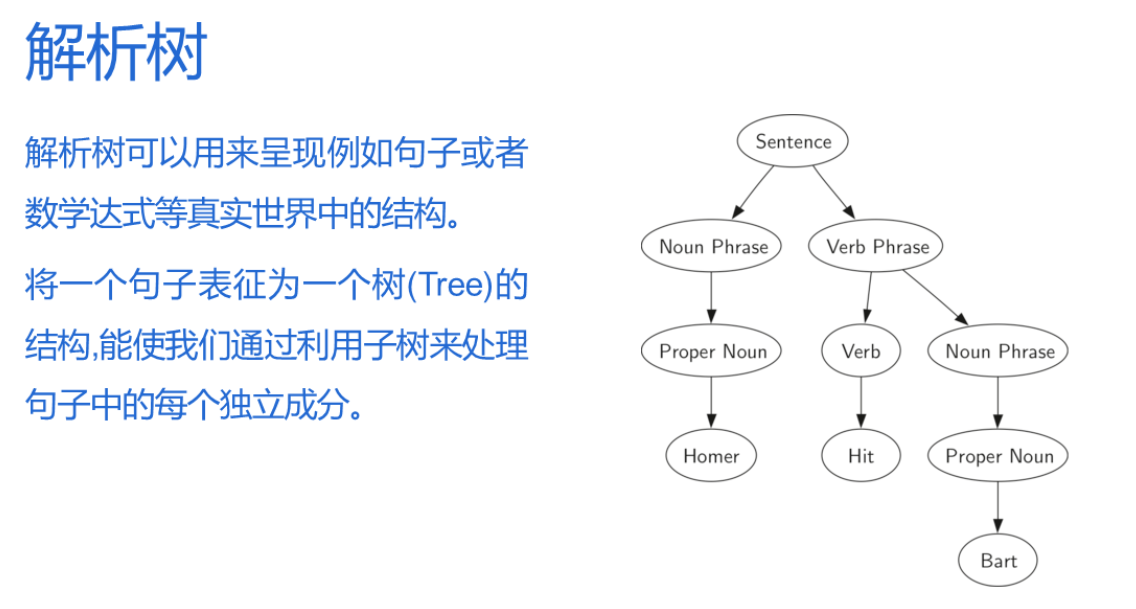 解析树
解析树可以用来呈现例如句子或者
数学达式等真实世界中的结构。
将一个句子表征为一个树(Tree)的
结构,能使我们通过利用子树来处理
句子中的每个独立成分。
Sentence
Noun Phrase
Verb Phrase
Proper Noun
Verb
Noun Phrase
Homer
Hit
Proper Noun
Bart